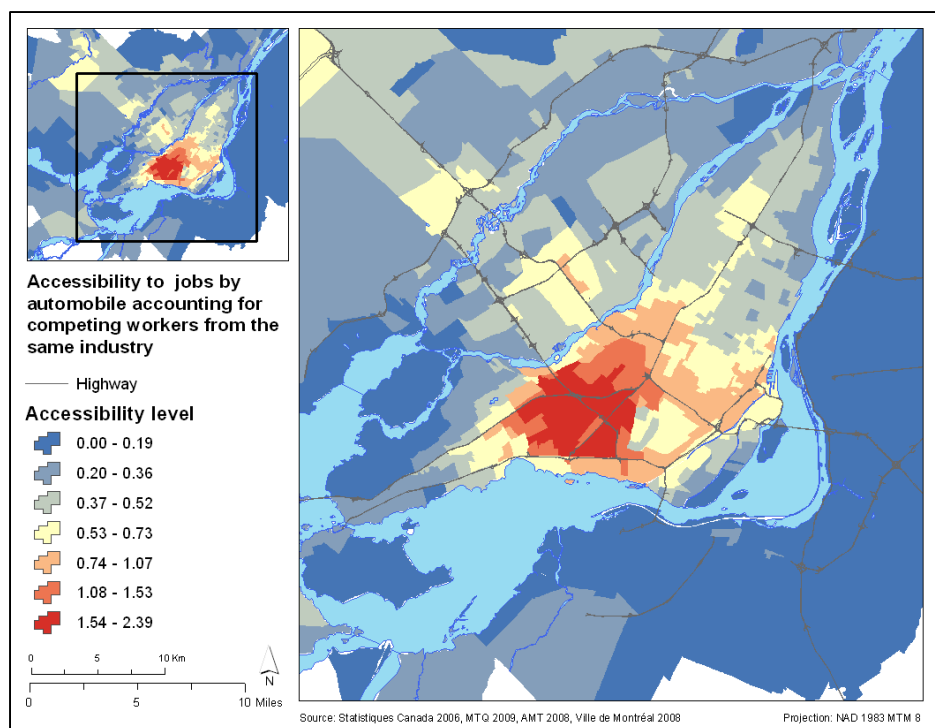 Accessibility to jobs by
automobile accounting for
competing workers from the
same industry
Highway
Accessibility level
0.00 - 0.19
0.20 - 0.36
0.37 - 0.52
0.53 - 0.73
0.74 - 1.07
1.08 - 1.53
1.54 - 2.39
0 5 10 Km
N
0 5 10 Miles
Source: Statistiques Canada 2006, MTQ 2009, AMT 2008, Ville de Montréal 2008 Projection: NAD 1983 MTM 8